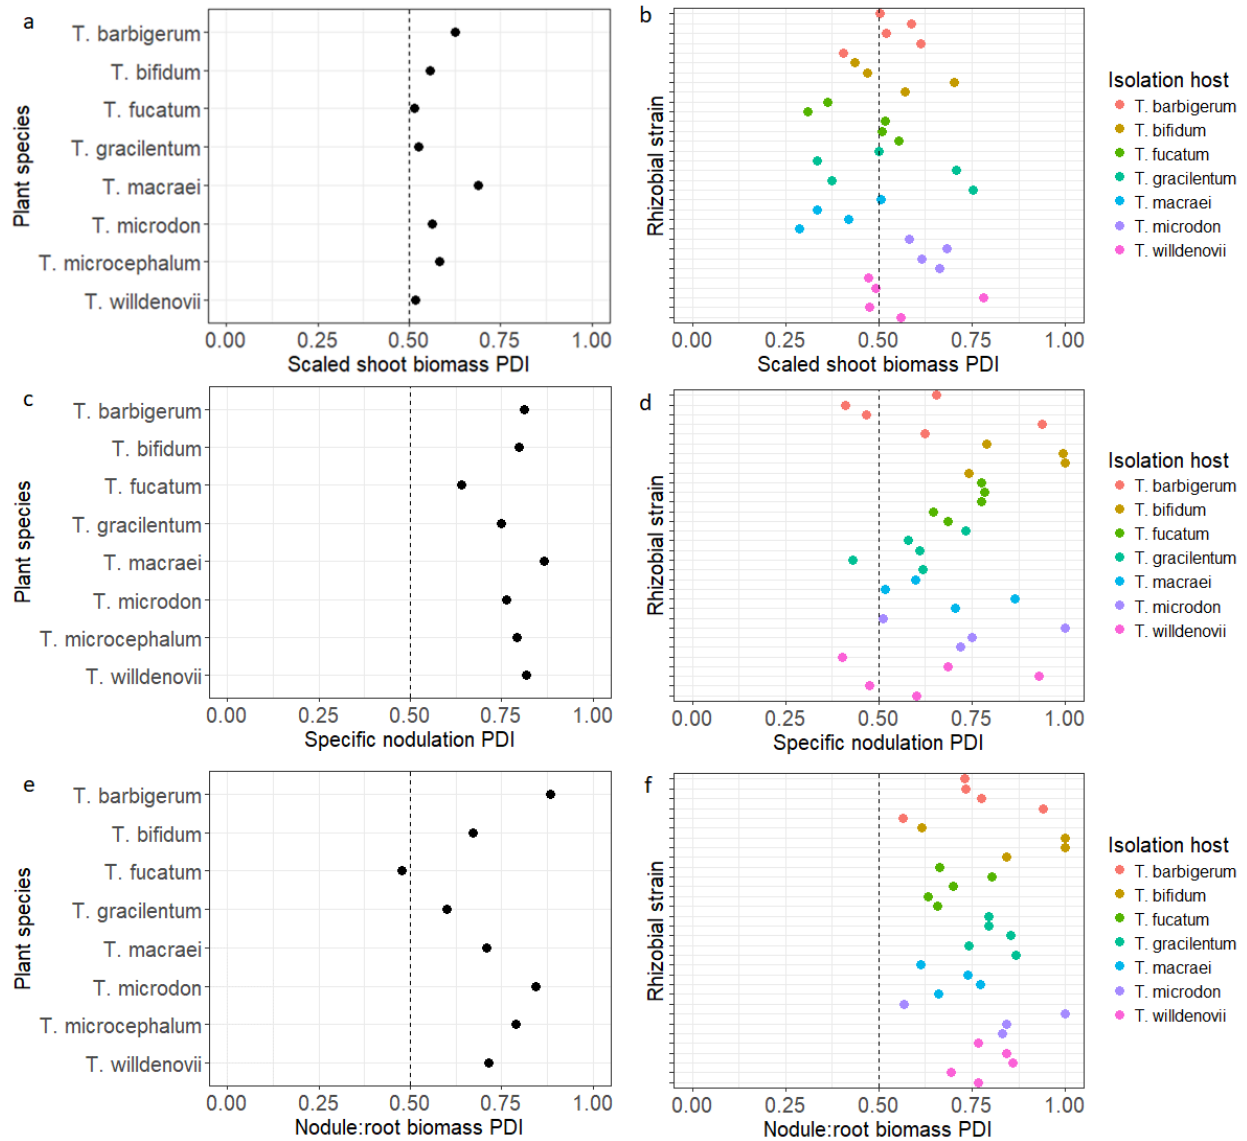 a
T. barbigerum
T. bifidum
T. fucatum
T. gracilentum
T. macraei
T. microdon
T. microcephalum
T. willdenovii
Plant species
0.00 0.25 0.50 0.75 1.00
Scaled shoot biomass PDI
b
Rhizobial strain
0.00 0.25 0.50 0.75 1.00
Scaled shoot biomass PDI
Isolation host
T. barbigerum
T. bifidum
T. fucatum
T. gracilentum
T. macraei
T. microdon
T. willdenovii
c
T. barbigerum
T. bifidum
T. fucatum
T. gracilentum
T. macraei
T. microdon
T. microcephalum
T. willdenovii
Plant species
0.00 0.25 0.50 0.75 1.00
Specific nodulation PDI
d
Rhizobial strain
0.00 0.25 0.50 0.75 1.00
Specific nodulation PDI
Isolation host
T. barbigerum
T. bifidum
T. fucatum
T. gracilentum
T. macraei
T. microdon
T. willdenovii
e
T. barbigerum
T. bifidum
T. fucatum
T. gracilentum
T. macraei
T. microdon
T. microcephalum
T. willdenovii
Plant species
0.00 0.25 0.50 0.75 1.00
Nodule:root biomass PDI
f
Rhizobial strain
0.00 0.25 0.50 0.75 1.00
Nodule:root biomass PDI
Isolation host
T. barbigerum
T. bifidum
T. fucatum
T. gracilentum
T. macraei
T. microdon
T. willdenovii